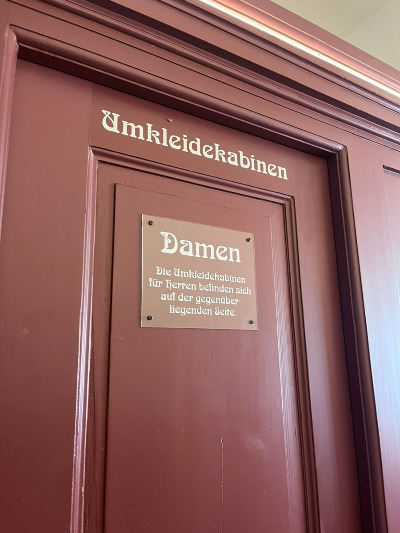 Umkleidekabinen
Damen
Die Umkleidekabinen
für Herren befinden sich
auf der gegenüber-
liegenden Seite.